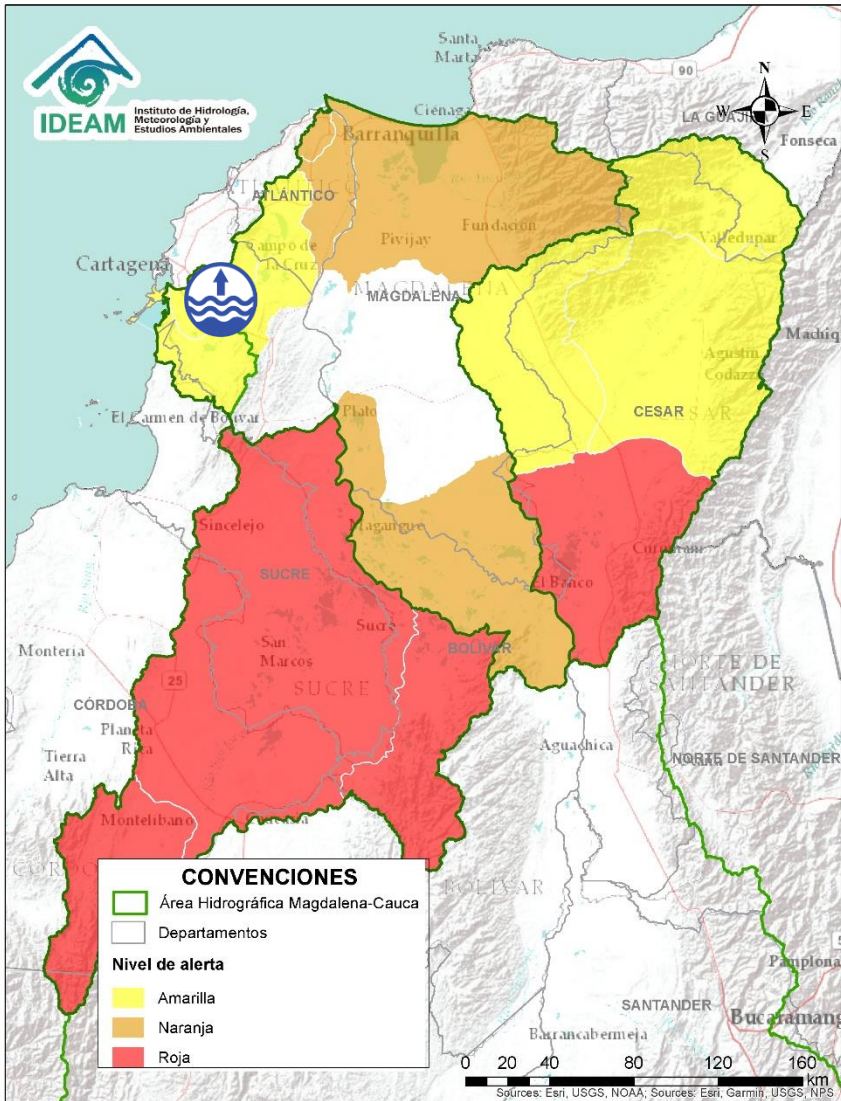 IDEAM
Instituto de Hidrología,
Meteorología y
Estudios Ambientales
Santa
Marta
90
N
W
E
S
Ciénaga
LA GUAJI
Fonseca
Barranquilla
ATLÁNTICO
Pivijay
Fundación
Valledupar
Cartagena
Campo de
la Cruz
MAGDALENA
Machiq
Agustín
Codazzi
CESAR
El Carmen de Bolívar
Plato
Sincelejo
Magangue
Curumaní
El Banco
SUCRE
Sucre
San
Marcos
SUCRE
BOLÍVAR
Montería
25
CÓRDOBA
Planeta
Rica
Tierra
Alta
NORTE DE
SANTANDER
Aguachica
NORTE DE SANTANDER
Montelíbano
BOLÍVAR
Pamplona
SANTANDER
Bucaramang
Barrancabermeja
CONVENCIONES
Área Hidrográfica Magdalena-Cauca
Departamentos
Nivel de alerta
Amarilla
Naranja
Roja
0 20 40 80 120 160
km
Sources: Esri, USGS, NOAA; Sources: Esri, Garmin, USGS, NPS